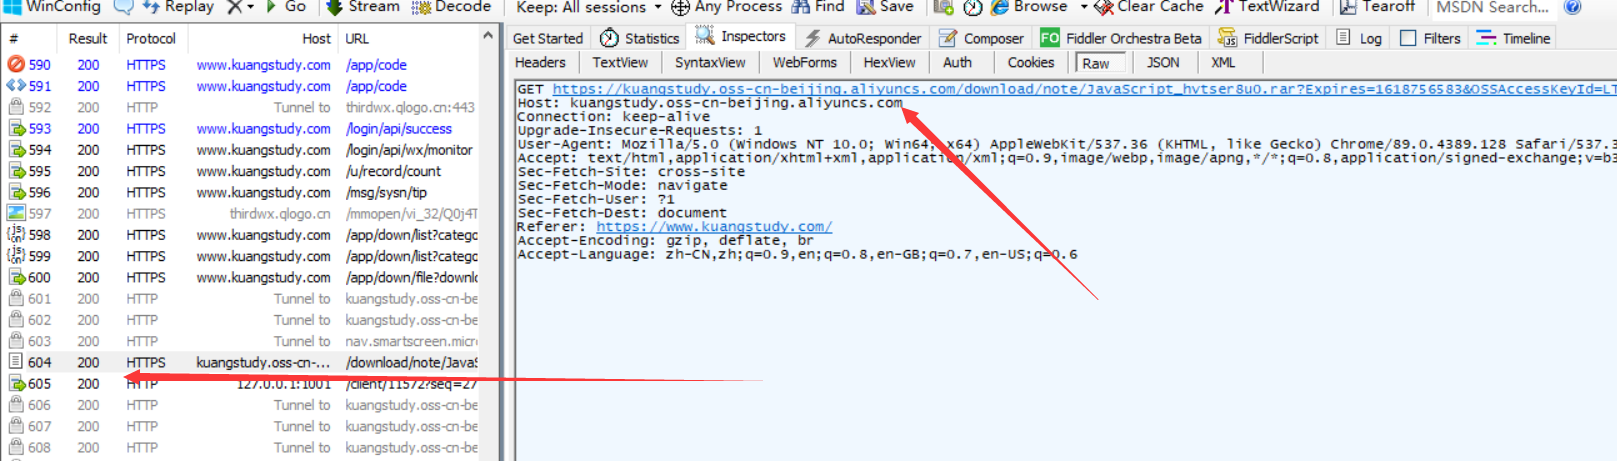 WinConfig Replay Go Stream Decode Keep: All sessions Any Process Find Save Browse Clear Cache TextWizard Tearoff MSDN Search...
Get Started Statistics Inspectors AutoResponder Composer FO Fiddler Orchestra Beta FiddlerScript Log Filters Timeline
Headers TextView SyntaxView WebForms HexView Auth Cookies Raw JSON XML
# Result Protocol Host URL
590 200 HTTPS www.kuangstudy.com /app/code
591 200 HTTPS www.kuangstudy.com /app/code
592 200 HTTP Tunnel to thirdwx.qlogo.cn:443
593 200 HTTPS www.kuangstudy.com /login/api/success
594 200 HTTPS www.kuangstudy.com /login/api/wx/monitor
595 200 HTTPS www.kuangstudy.com /u/record/count
596 200 HTTPS www.kuangstudy.com /msg/sysn/tip
597 200 HTTPS thirdwx.qlogo.cn /mmopen/vi_32/Q0j4T
598 200 HTTPS www.kuangstudy.com /app/down/list?catego
599 200 HTTPS www.kuangstudy.com /app/down/list?catego
600 200 HTTPS www.kuangstudy.com /app/down/file?downlo
601 200 HTTP Tunnel to kuangstudy.oss-cn-be
602 200 HTTP Tunnel to kuangstudy.oss-cn-be
603 200 HTTP Tunnel to nav.smartscreen.micr
604 200 HTTPS kuangstudy.oss-cn-... /download/note/JavaS
605 200 HTTP 127.0.0.1:1001 /client/11572?seq=27
606 200 HTTP Tunnel to kuangstudy.oss-cn-be
607 200 HTTP Tunnel to kuangstudy.oss-cn-be
608 200 HTTP Tunnel to kuangstudy.oss-cn-be
GET https://kuangstudy.oss-cn-beijing.aliyuncs.com/download/note/JavaScript_hvtser8u0.rar?Expires=1618756583&OSSAccessKeyId=LT
Host: kuangstudy.oss-cn-beijing.aliyuncs.com
Connection: keep-alive
Upgrade-Insecure-Requests: 1
User-Agent: Mozilla/5.0 (Windows NT 10.0; Win64; x64) AppleWebKit/537.36 (KHTML, like Gecko) Chrome/89.0.4389.128 Safari/537.3
Accept: text/html,application/xhtml+xml,application/xml;q=0.9,image/webp,image/apng,*/*;q=0.8,application/signed-exchange;v=b3
Sec-Fetch-Site: cross-site
Sec-Fetch-Mode: navigate
Sec-Fetch-User: ?1
Sec-Fetch-Dest: document
Referer: https://www.kuangstudy.com/
Accept-Encoding: gzip, deflate, br
Accept-Language: zh-CN,zh;q=0.9,en;q=0.8,en-GB;q=0.7,en-US;q=0.6